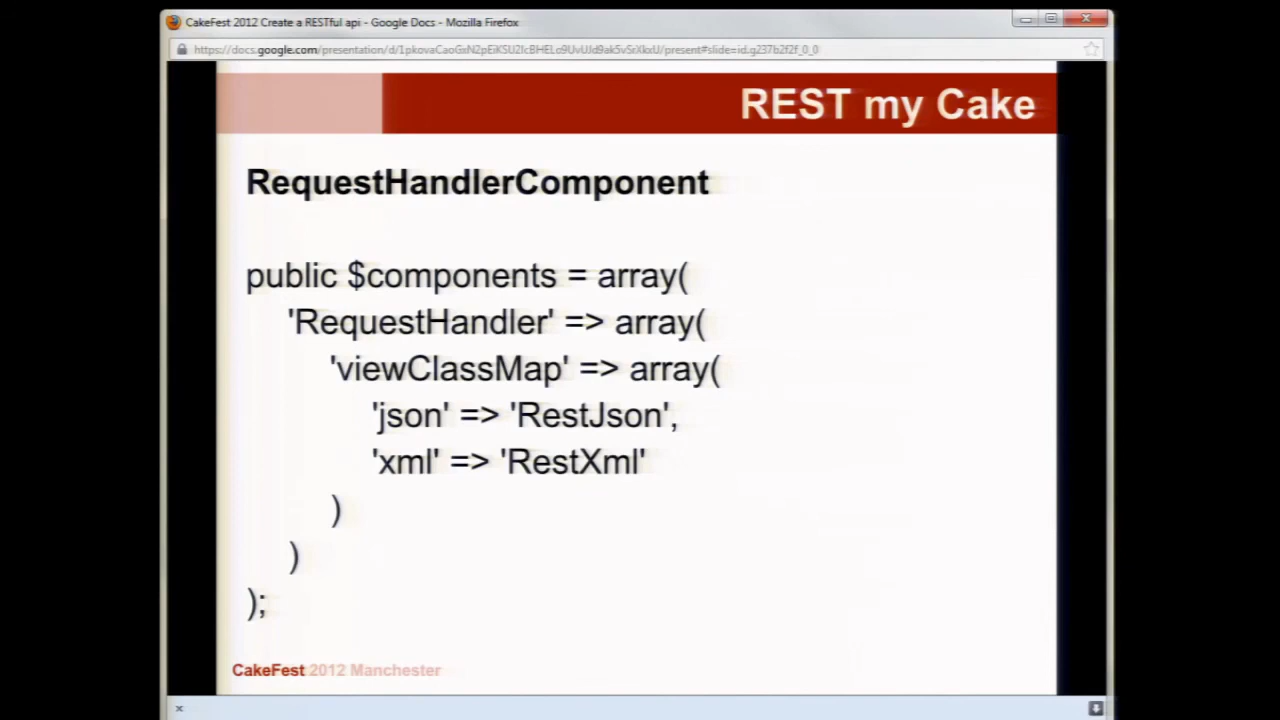 CakeFest 2012 Create a RESTful api - Google Docs - Mozilla Firefox
REST my Cake
RequestHandlerComponent
public $components = array(
'RequestHandler' => array(
'viewClassMap' => array(
'json' => 'RestJson',
'xml' => 'RestXml'
)
)
);
CakeFest 2012 Manchester